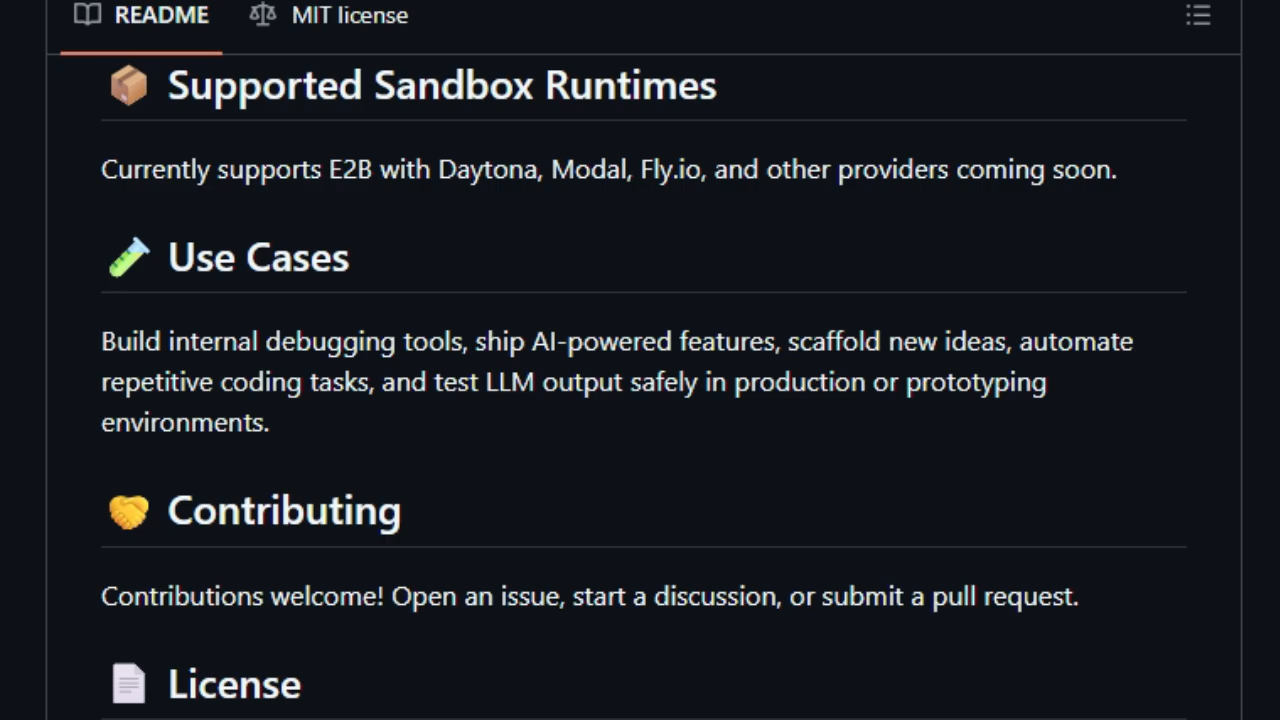 README MIT license
Supported Sandbox Runtimes
Currently supports E2B with Daytona, Modal, Fly.io, and other providers coming soon.
Use Cases
Build internal debugging tools, ship AI-powered features, scaffold new ideas, automate
repetitive coding tasks, and test LLM output safely in production or prototyping
environments.
Contributing
Contributions welcome! Open an issue, start a discussion, or submit a pull request.
License